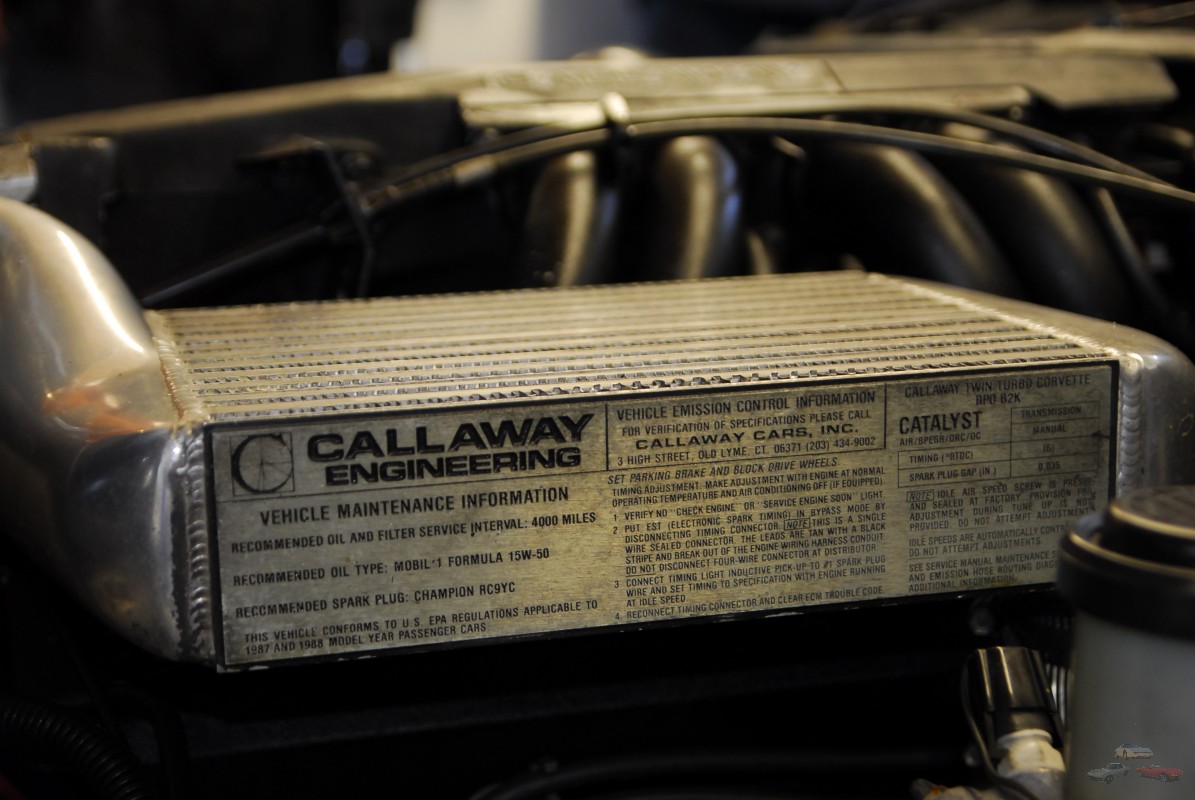 CALLAWAY
ENGINEERING
VEHICLE MAINTENANCE INFORMATION
RECOMMENDED OIL AND FILTER SERVICE INTERVAL: 4000 MILES
RECOMMENDED OIL TYPE: MOBIL'1 FORMULA 15W-50
RECOMMENDED SPARK PLUG: CHAMPION RC9YC
THIS VEHICLE CONFORMS TO U.S. EPA REGULATIONS APPLICABLE TO
1987 AND 1988 MODEL YEAR PASSENGER CARS
VEHICLE EMISSION CONTROL INFORMATION
FOR VERIFICATION OF SPECIFICATIONS PLEASE CALL
CALLAWAY CARS, INC.
3 HIGH STREET, OLD LYME, CT. 06371 (203) 434-9002
SET PARKING BRAKE AND BLOCK DRIVE WHEELS.
TIMING ADJUSTMENT. MAKE ADJUSTMENT WITH ENGINE AT NORMAL
OPERATING TEMPERATURE AND AIR CONDITIONING OFF (IF EQUIPPED)
1 VERIFY NO "CHECK ENGINE" OR "SERVICE ENGINE SOON" LIGHT.
2 PUT EST (ELECTRONIC SPARK TIMING) IN BYPASS MODE BY
DISCONNECTING TIMING CONNECTOR. NOTE THIS IS A SINGLE
WIRE SEALED CONNECTOR. THE LEADS ARE TAN WITH A BLACK
STRIPE AND BREAK OUT OF THE ENGINE WIRING HARNESS CONDUIT.
DO NOT DISCONNECT FOUR-WIRE CONNECTOR AT DISTRIBUTOR.
3 CONNECT TIMING LIGHT INDUCTIVE PICK-UP TO #1 SPARK PLUG
WIRE AND SET TIMING TO SPECIFICATION WITH ENGINE RUNNING
AT IDLE SPEED
4. RECONNECT TIMING CONNECTOR AND CLEAR ECM TROUBLE CODE.
CALLAWAY TWIN TURBO CORVETTE
RPO B2K
CATALYST
AIR/BPEGR/ORC/OC
TRANSMISSION
MANUAL
TIMING (°BTDC) (6)
SPARK PLUG GAP (IN.) 0.035
NOTE IDLE AIR SPEED SCREW IS
AND SEALED AT FACTORY PROVISION FOR
ADJUSTMENT DURING TUNE UP IS NOT
PROVIDED. DO NOT ATTEMPT ADJUSTMENT
IDLE SPEEDS ARE AUTOMATICALLY
DO NOT ATTEMPT ADJUSTMENTS
SEE SERVICE MANUAL MAINTENANCE
AND EMISSION HOSE ROUTING
ADDITIONAL INFORMATION.